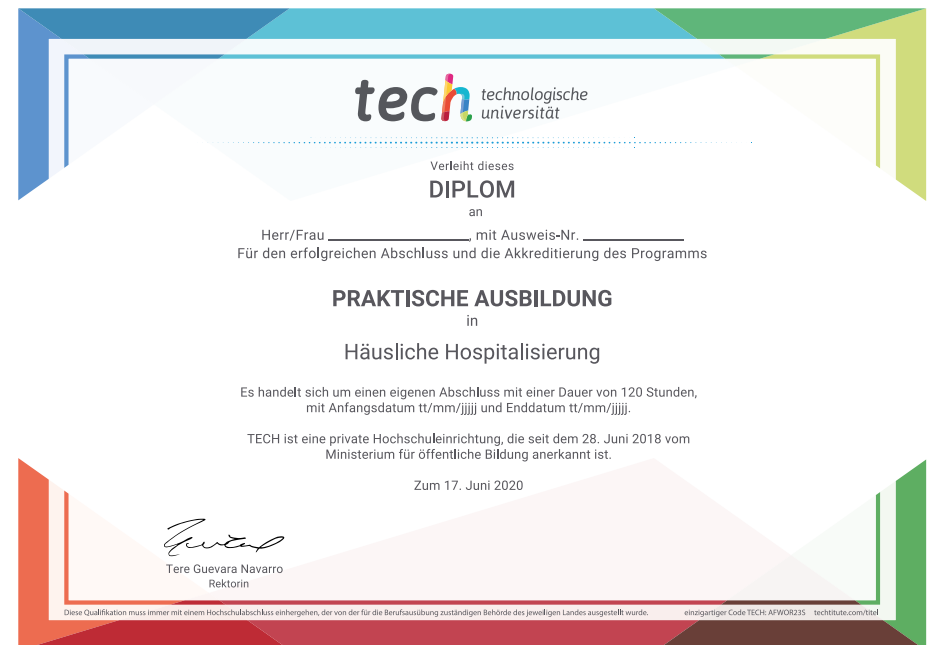 tech technologische
universität
Verleiht dieses
DIPLOM
an
Herr/Frau ____________________, mit Ausweis-Nr. ______________
Für den erfolgreichen Abschluss und die Akkreditierung des Programms
PRAKTISCHE AUSBILDUNG
in
Häusliche Hospitalisierung
Es handelt sich um einen eigenen Abschluss mit einer Dauer von 120 Stunden,
mit Anfangsdatum tt/mm/jjjjj und Enddatum tt/mm/jjjjj.
TECH ist eine private Hochschuleinrichtung, die seit dem 28. Juni 2018 vom
Ministerium für öffentliche Bildung anerkannt ist.
Zum 17. Juni 2020
Tere Guevara Navarro
Rektorin
Diese Qualifikation muss immer mit einem Hochschulabschluss einhergehen, der von der für die Berufsausübung zuständigen Behörde des jeweiligen Landes ausgestellt wurde. einzigartiger Code TECH: AFWOR23S techtitute.com/titel